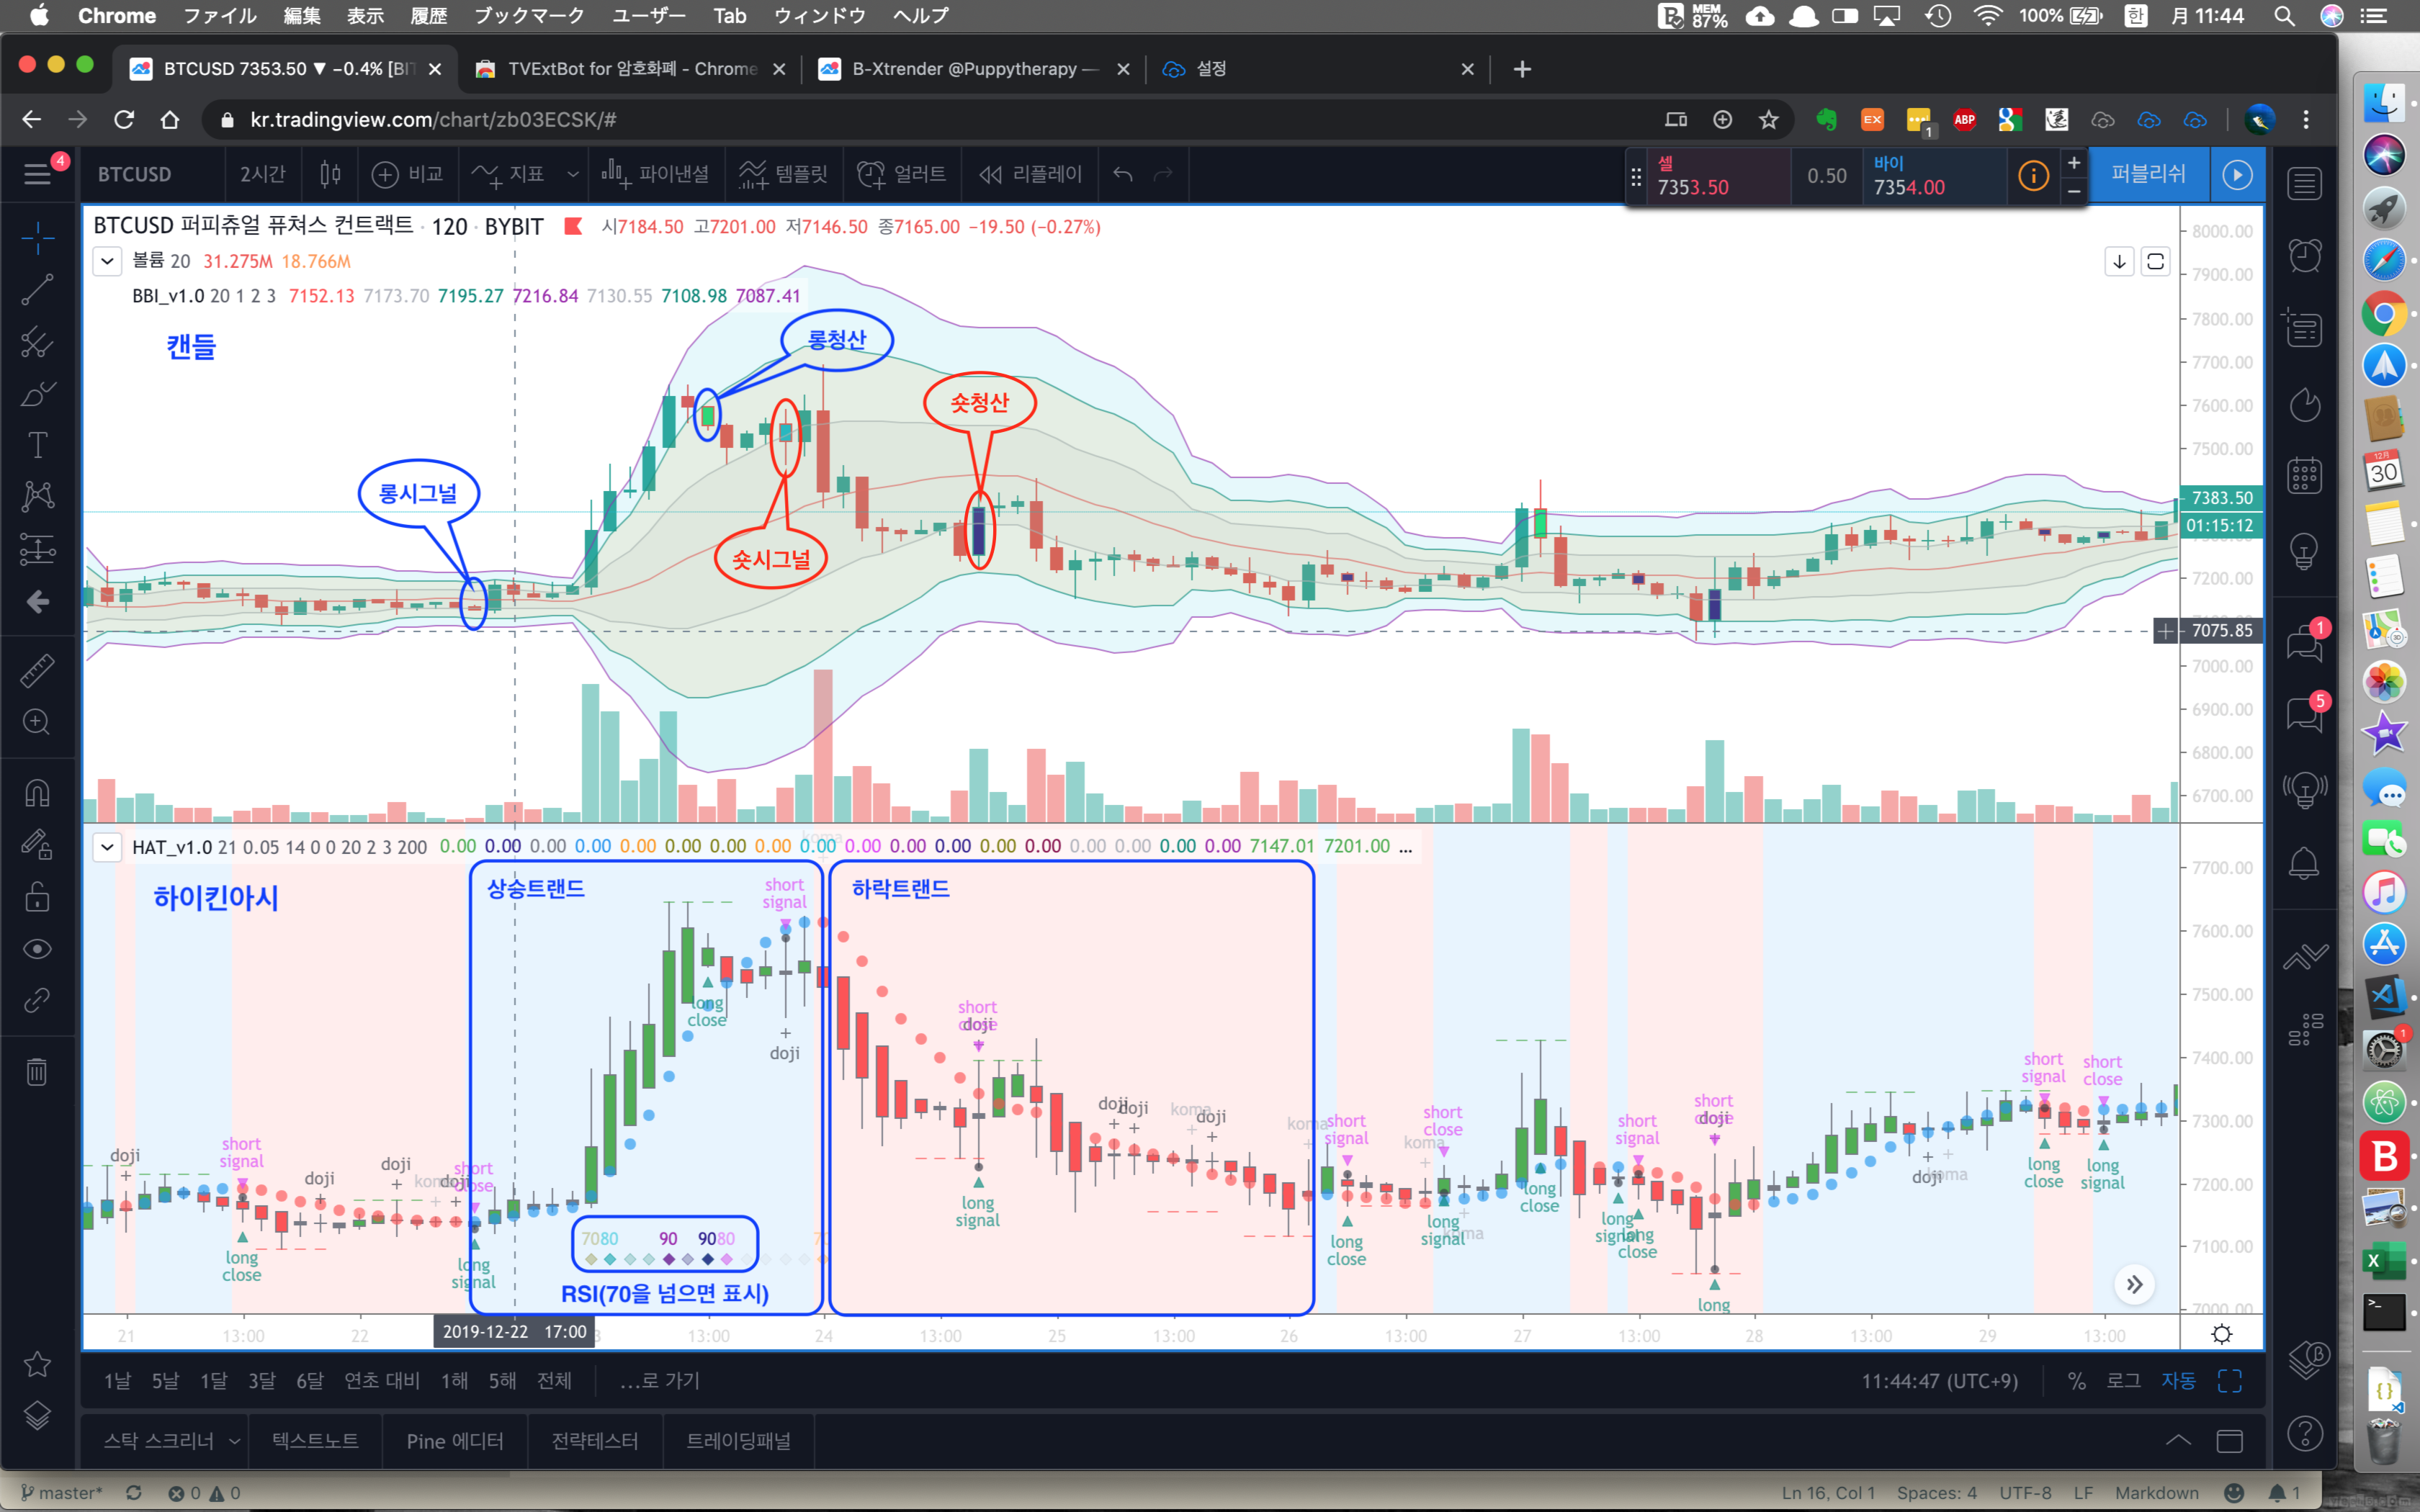 Chrome ファイル 編集 表示 履歴 ブックマーク ユーザー Tab ウィンドウ ヘルプ MEM 87% 100% 한 月 11:44
BTCUSD 7353.50 ▼ −0.4% [BI TVExtBot for 암호화폐 - Chrome B-Xtrender @Puppytherapy — 설정
kr.tradingview.com/chart/zb03ECSK/# EX 1 ABP
4 BTCUSD 2시간 비교 지표 파이낸셜 템플릿 얼러트 리플레이 셀 7353.50 0.50 바이 7354.00 퍼블리쉬
BTCUSD 퍼피츄얼 퓨쳐스 컨트랙트 · 120 · BYBIT 시7184.50 고7201.00 저7146.50 종7165.00 −19.50 (−0.27%)
볼륨 20 31.275M 18.766M
BBI_v1.0 20 1 2 3 7152.13 7173.70 7195.27 7216.84 7130.55 7108.98 7087.41
캔들
롱청산
숏청산
롱시그널
숏시그널
8000.00
7900.00
7800.00
7700.00
7600.00
7500.00
7383.50
01:15:12
7200.00
7075.85
7000.00
6900.00
6800.00
6700.00
HAT_v1.0 21 0.05 14 0 0 20 2 3 200 0.00 0.00 0.00 0.00 0.00 0.00 0.00 0.00 0.00 0.00 0.00 0.00 0.00 0.00 0.00 0.00 0.00 0.00 7147.01 7201.00 ...
하이킨아시
상승트랜드
하락트랜드
short signal
long close
doji
short close
doji
long signal
doji
short signal
long close
doji
doji
koma
doji
short close
long signal
doji
doji
koma
doji
koma
short signal
long close
short close
koma
long signal
koma
long close
short signal
long signal
long close
short close
doji
long
doji
koma
short signal
long close
short close
long signal
7080 90 9080
RSI(70을 넘으면 표시)
7700.00
7600.00
7500.00
7400.00
7300.00
7200.00
7100.00
7000.00
21 13:00 22 2019-12-22 17:00 3 13:00 24 13:00 25 13:00 26 13:00 27 13:00 28 13:00 29 13:00
1날 5날 1달 3달 6달 연초 대비 1해 5해 전체 ...로 가기 11:44:47 (UTC+9) % 로그 자동
스탁 스크리너 텍스트노트 Pine 에디터 전략테스터 트레이딩패널
1
5
12月
30
1
master* 0 0 Ln 16, Col 1 Spaces: 4 UTF-8 LF Markdown 1